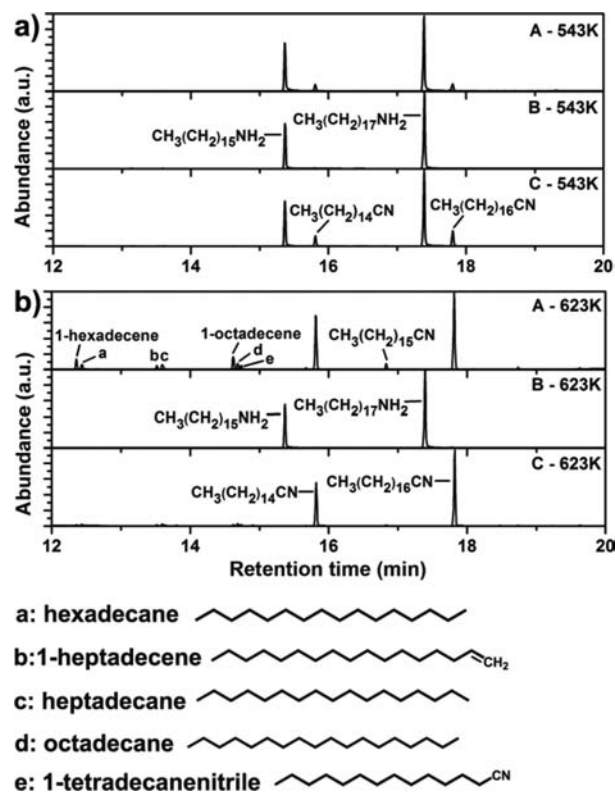 a)
A - 543K
B - 543K
CH3(CH2)17NH2
CH3(CH2)15NH2
C - 543K
CH3(CH2)14CN
CH3(CH2)16CN
Abundance (a.u.)
12 14 16 18 20
b)
A - 623K
1-hexadecene
1-octadecene
a
b c
d
e
CH3(CH2)15CN
B - 623K
CH3(CH2)15NH2
CH3(CH2)17NH2
C - 623K
CH3(CH2)14CN
CH3(CH2)16CN
Abundance (a.u.)
12 14 16 18 20
Retention time (min)
a: hexadecane
b:1-heptadecene
CH2
c: heptadecane
d: octadecane
e: 1-tetradecanenitrile
CN